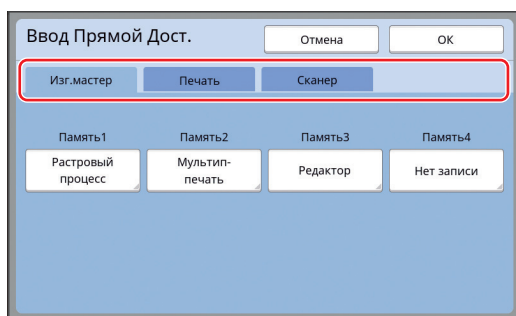 Ввод Прямой Дост.
Отмена
ОК
Изг.мастер
Печать
Сканер
Память1
Память2
Память3
Память4
Растровый
процесс
Мультип-
печать
Редактор
Нет записи